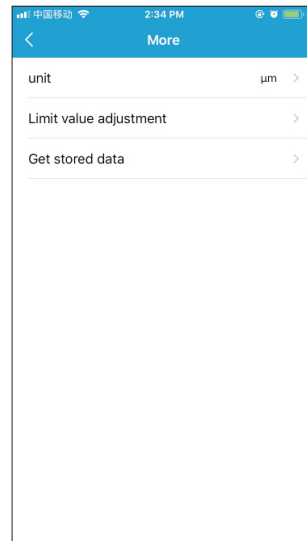 中国移动 2:34 PM
More
unit μm
Limit value adjustment
Get stored data